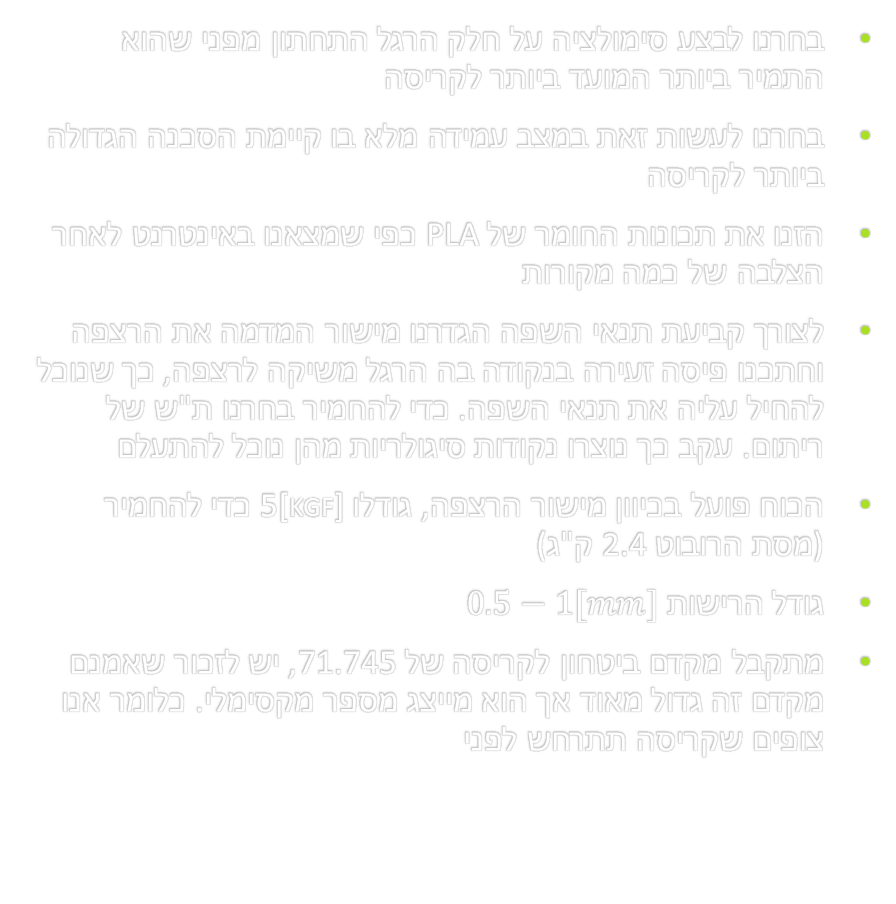 בחרנו לבצע סימולציה על חלק הרגל התחתון מפני שהוא
התמיר ביותר המועד ביותר לקריסה
בחרנו לעשות זאת במצב עמידה מלא בו קיימת הסכנה הגדולה
ביותר לקריסה
הזנו את תכונות החומר של PLA כפי שמצאנו באינטרנט לאחר
הצלבה של כמה מקורות
לצורך קביעת תנאי השפה הגדרנו מישור המדמה את הרצפה
וחתכנו פיסה זעירה בנקודה בה הרגל משיקה לרצפה, כך שנוכל
להחיל עליה את תנאי השפה. כדי להחמיר בחרנו ת"ש של
ריתום. עקב כך נוצרו נקודות סיגולריות מהן נוכל להתעלם
הכוח פועל בכיוון מישור הרצפה, גודלו 5[KGF] כדי להחמיר
(מסת הרובוט 2.4 ק"ג)
גודל הרישות 0.5 − 1[mm]
מתקבל מקדם ביטחון לקריסה של 71.745, יש לזכור שאמנם
מקדם זה גדול מאוד אך הוא מייצג מספר מקסימלי. כלומר אנו
צופים שקריסה תתרחש לפני